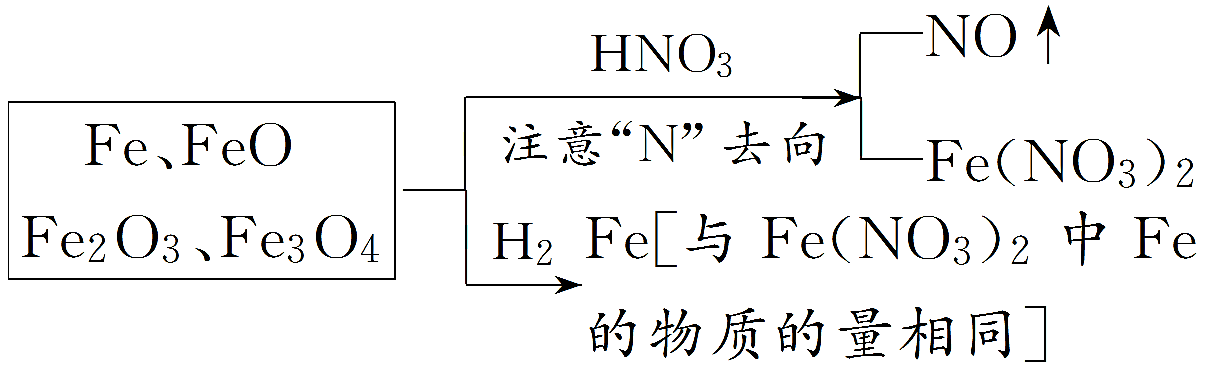 Fe、FeO
Fe₂O₃、Fe₃O₄
HNO₃
注意“N”去向
NO↑
Fe(NO₃)₂
H₂
Fe[与 Fe(NO₃)₂ 中 Fe
的物质的量相同]